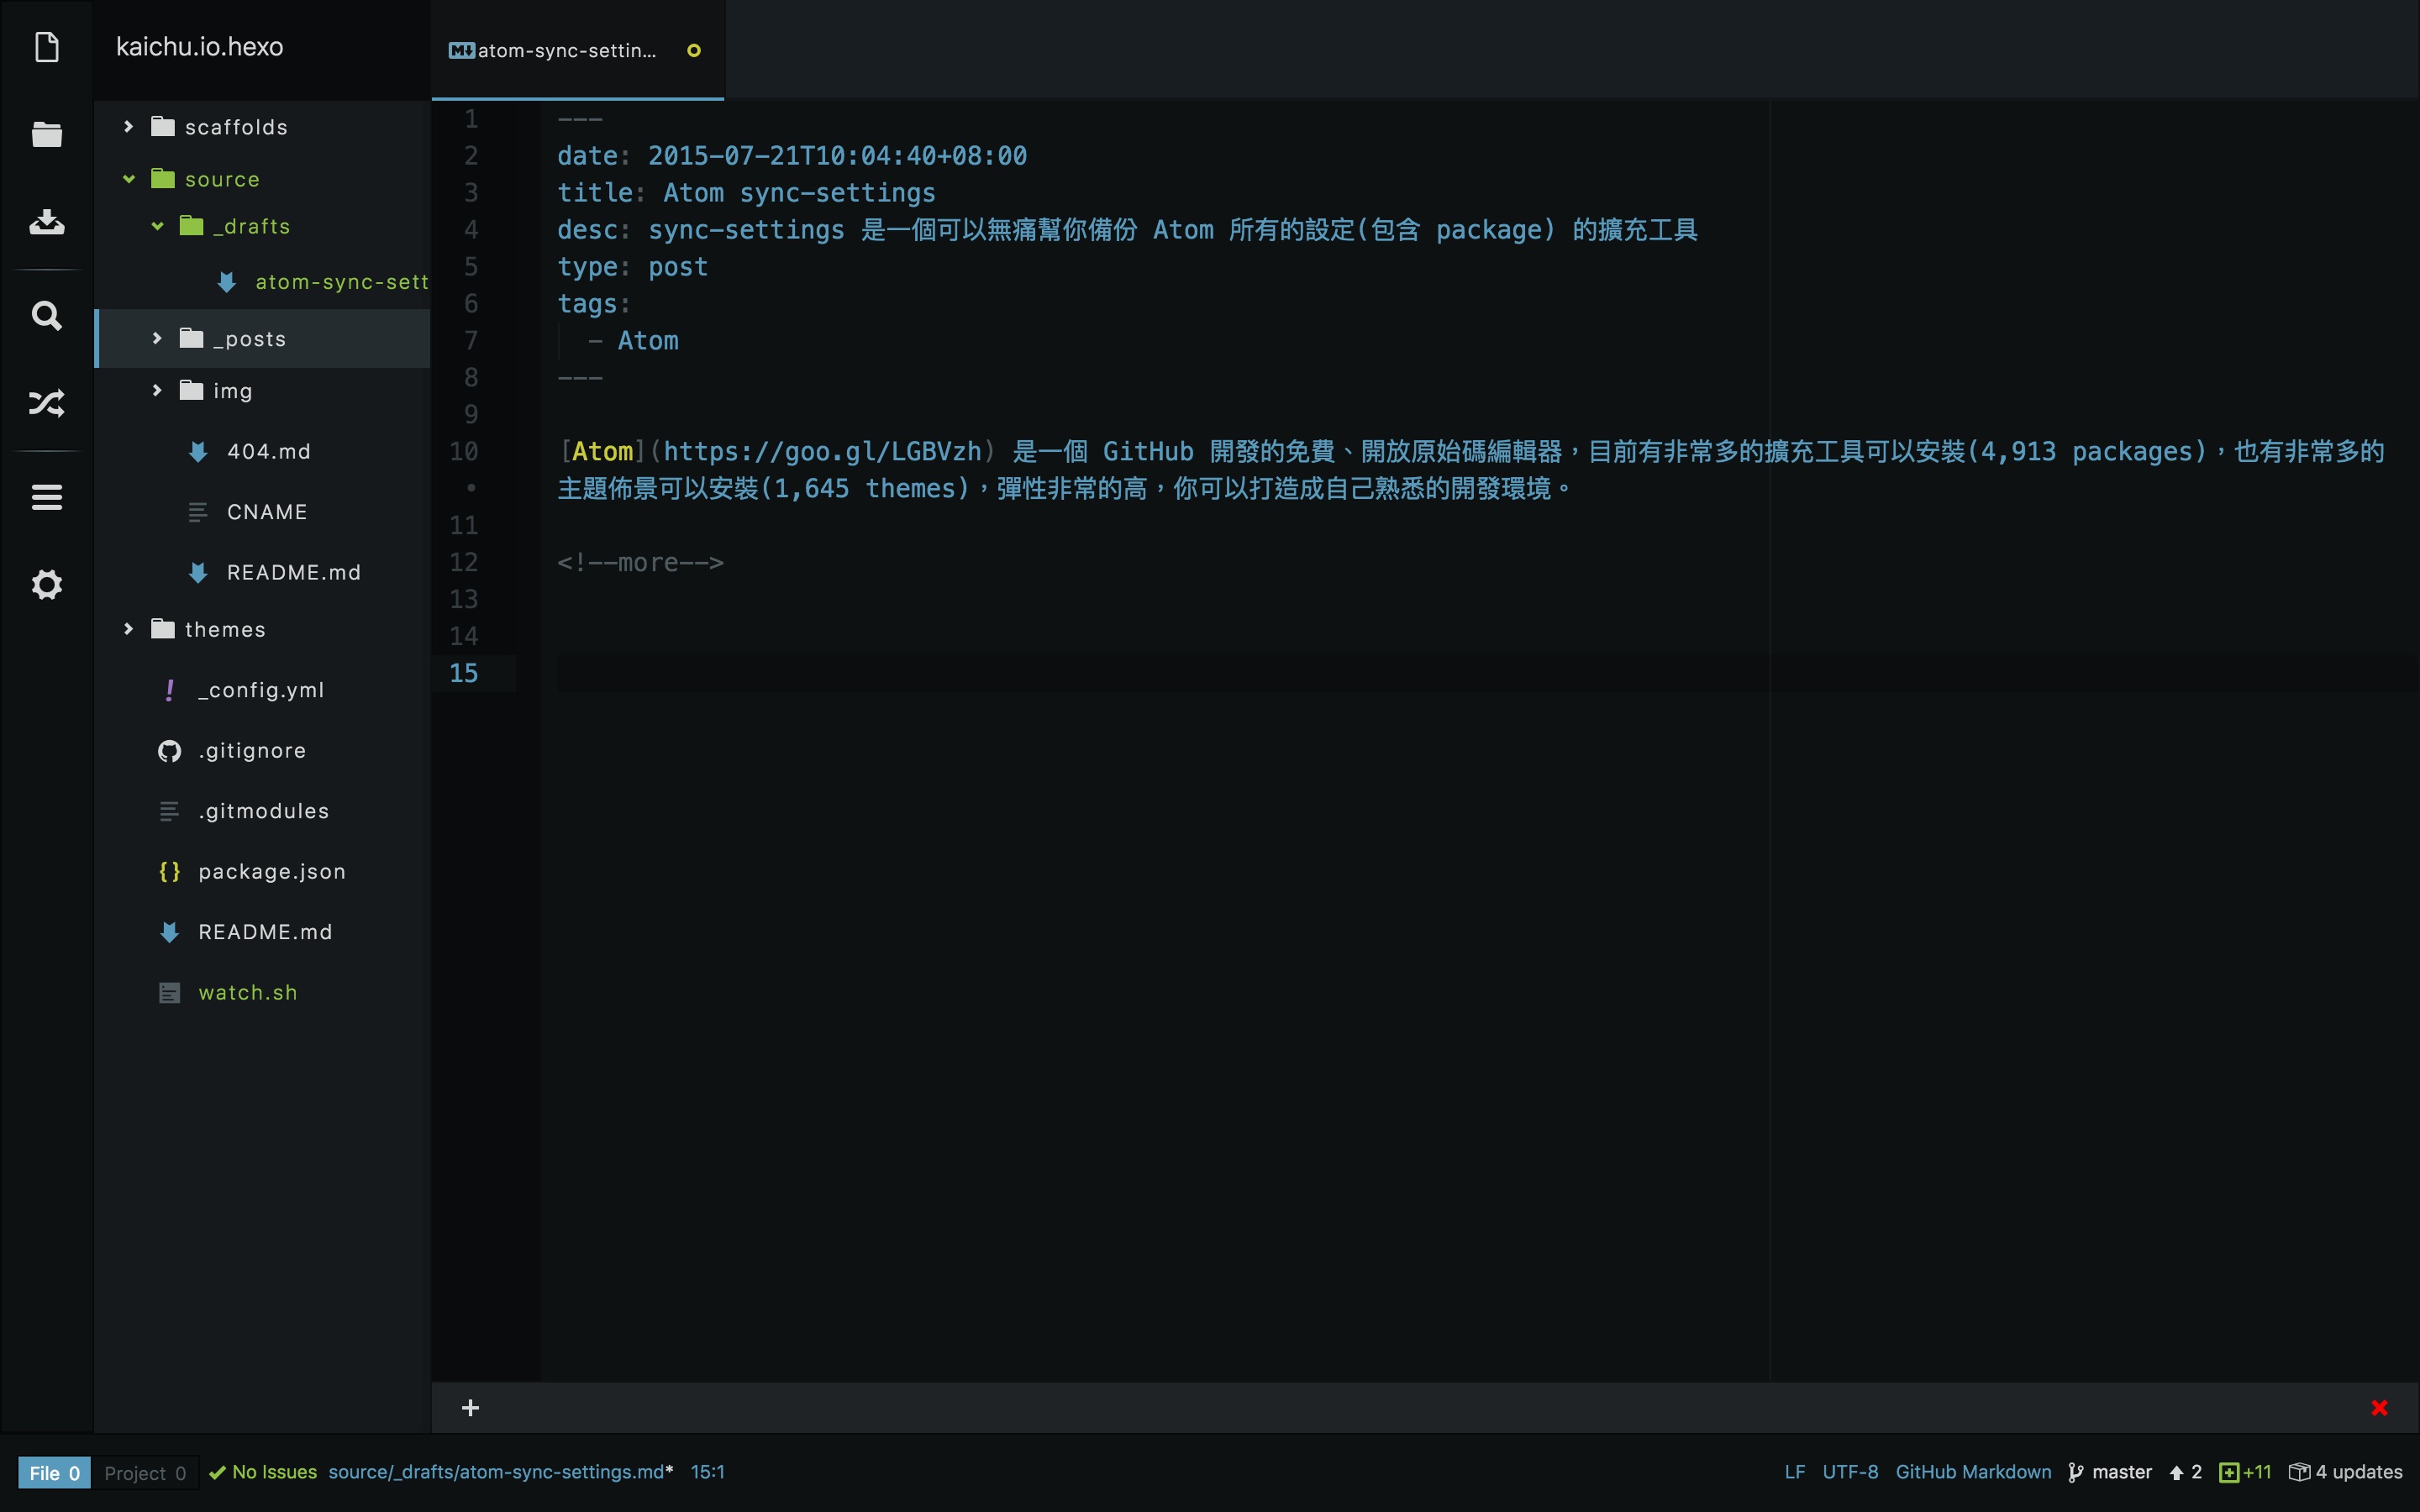 kaichu.io.hexo
scaffolds
source
_drafts
atom-sync-sett
_posts
img
404.md
CNAME
README.md
themes
! _config.yml
.gitignore
.gitmodules
{} package.json
README.md
watch.sh
M atom-sync-settin...
1 ---
2 date: 2015-07-21T10:04:40+08:00
3 title: Atom sync-settings
4 desc: sync-settings 是一個可以無痛幫你備份 Atom 所有的設定(包含 package) 的擴充工具
5 type: post
6 tags:
7 - Atom
8 ---
9
10 [Atom](https://goo.gl/LGBVzh) 是一個 GitHub 開發的免費、開放原始碼編輯器，目前有非常多的擴充工具可以安裝(4,913 packages)，也有非常多的
• 主題佈景可以安裝(1,645 themes)，彈性非常的高，你可以打造成自己熟悉的開發環境。
11
12 <!--more-->
13
14
15
+
File 0 Project 0 No Issues source/_drafts/atom-sync-settings.md* 15:1 LF UTF-8 GitHub Markdown master 2 +11 4 updates